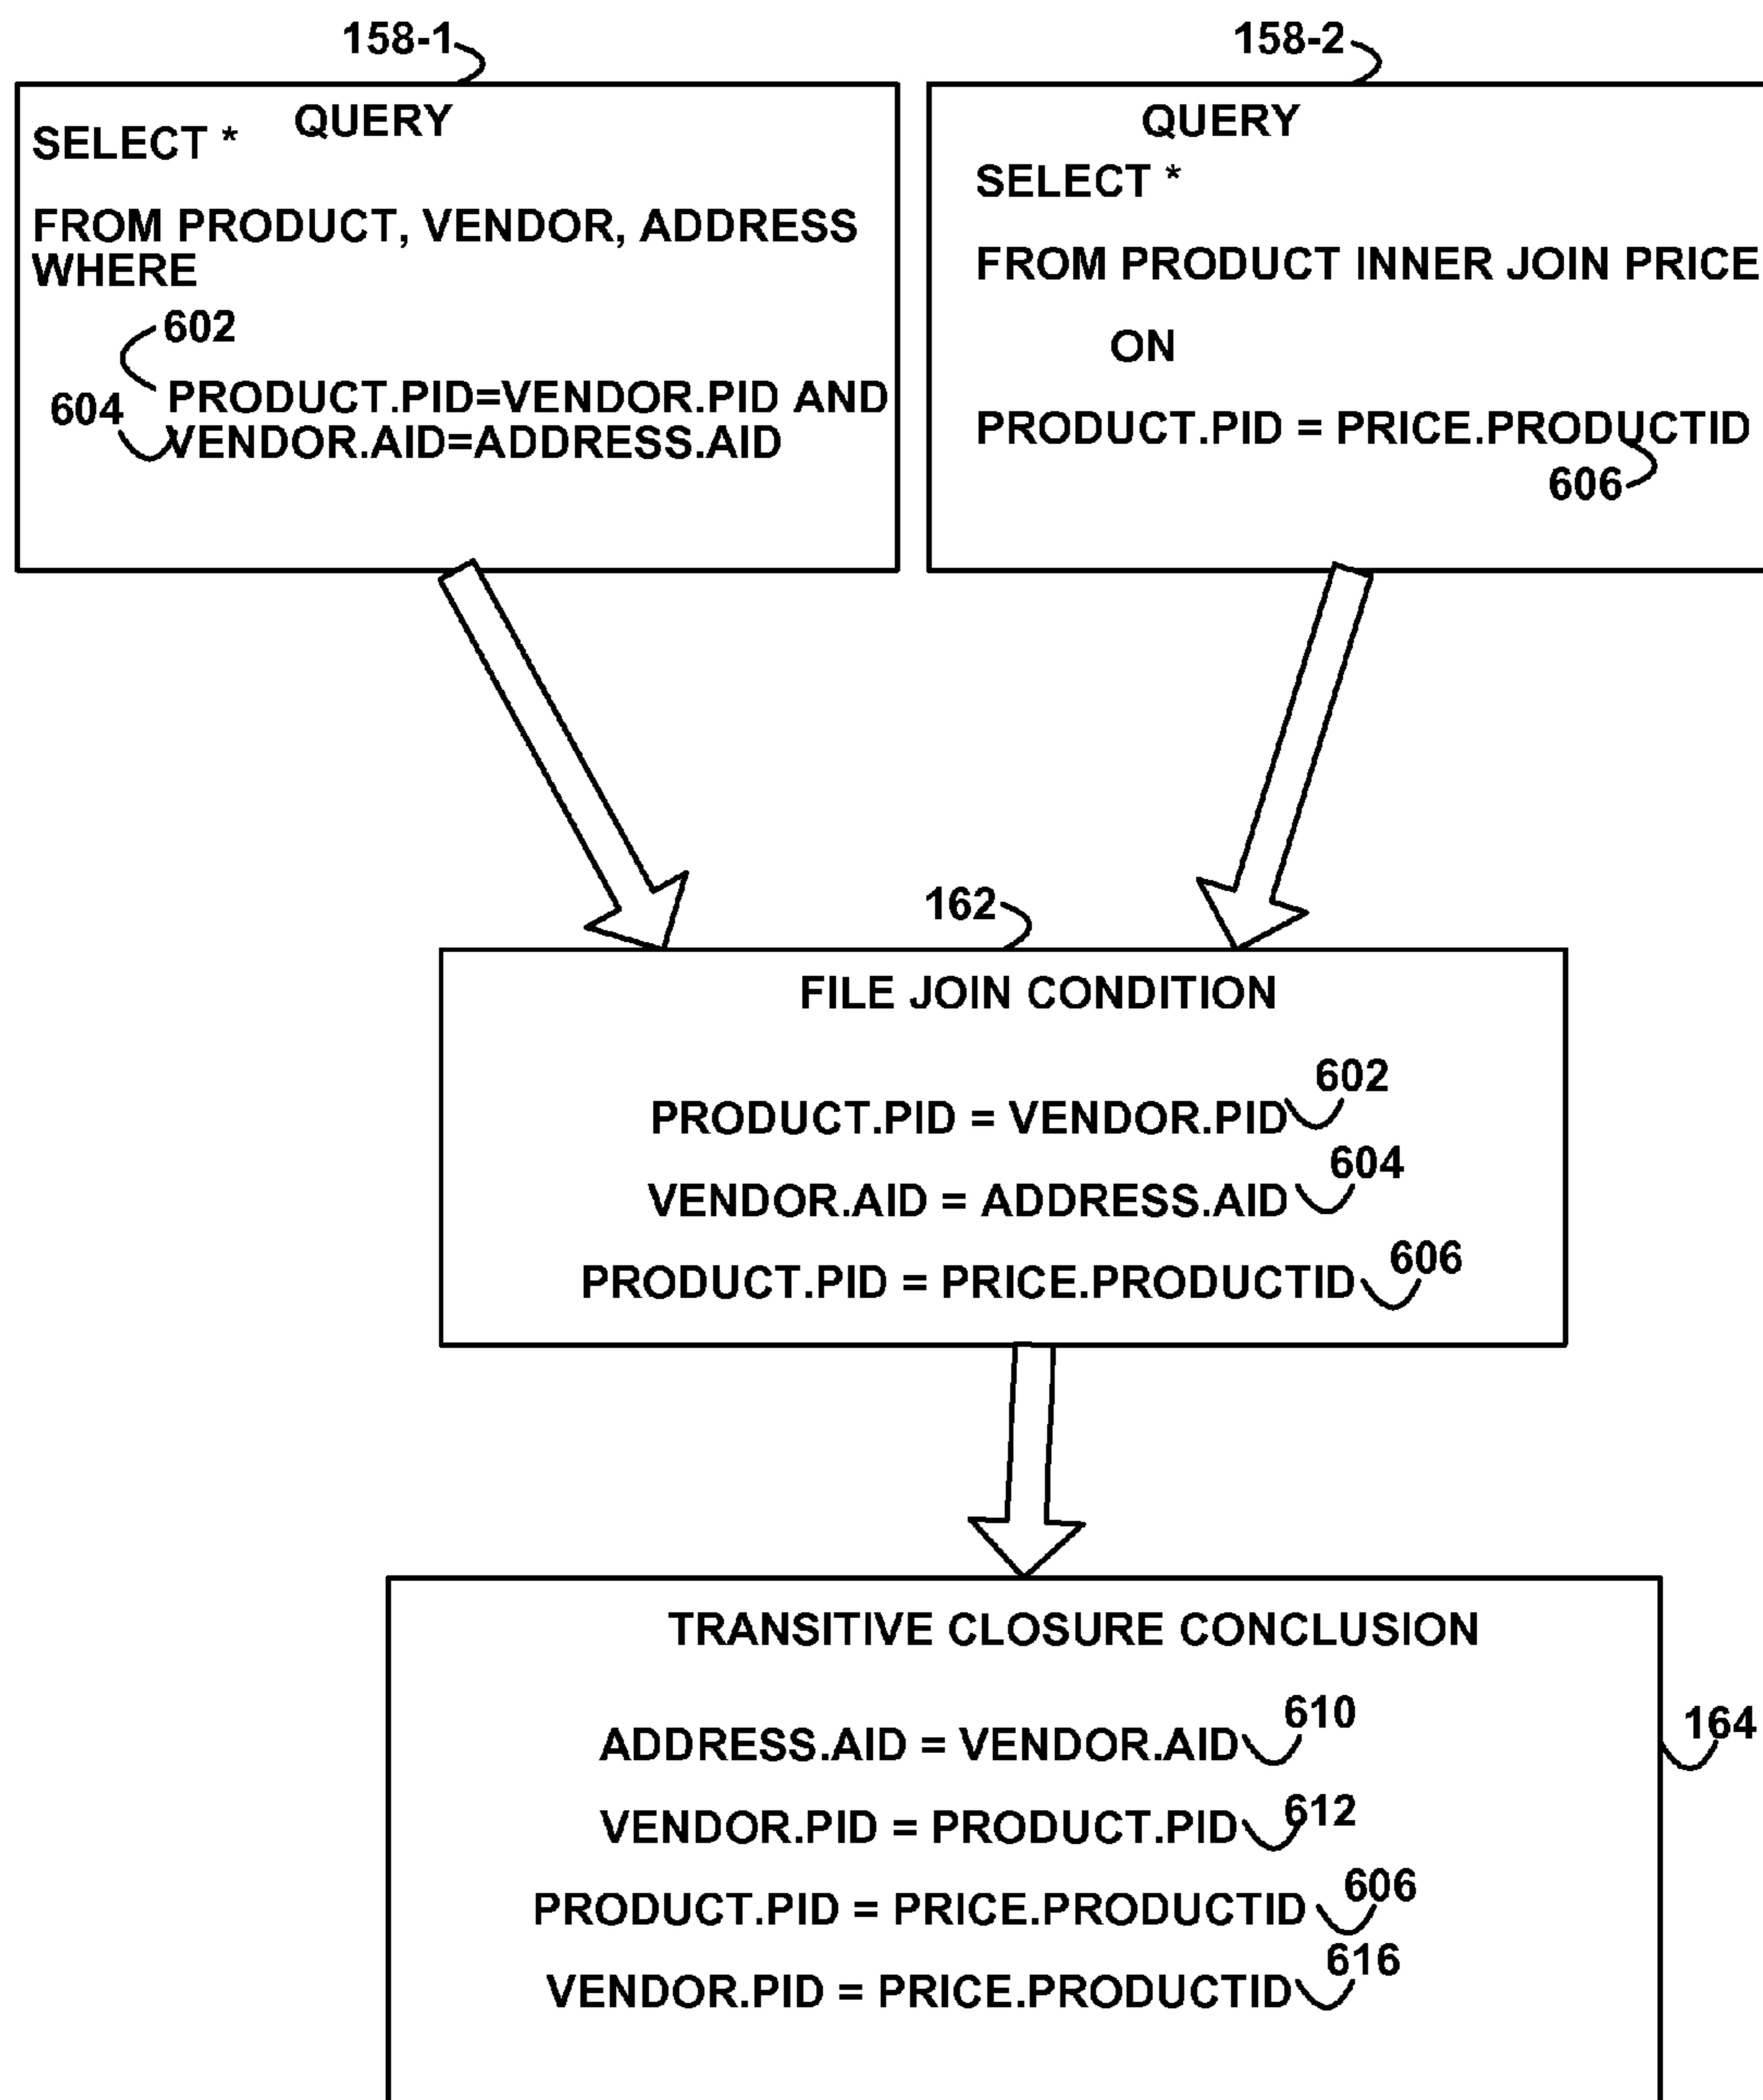 158-1
QUERY
SELECT *
FROM PRODUCT, VENDOR, ADDRESS
WHERE
602
PRODUCT.PID=VENDOR.PID AND
604
VENDOR.AID=ADDRESS.AID
158-2
QUERY
SELECT *
FROM PRODUCT INNER JOIN PRICE
ON
PRODUCT.PID = PRICE.PRODUCTID
606
162
FILE JOIN CONDITION
PRODUCT.PID = VENDOR.PID 602
VENDOR.AID = ADDRESS.AID 604
PRODUCT.PID = PRICE.PRODUCTID 606
TRANSITIVE CLOSURE CONCLUSION
164
ADDRESS.AID = VENDOR.AID 610
VENDOR.PID = PRODUCT.PID 612
PRODUCT.PID = PRICE.PRODUCTID 606
VENDOR.PID = PRICE.PRODUCTID 616